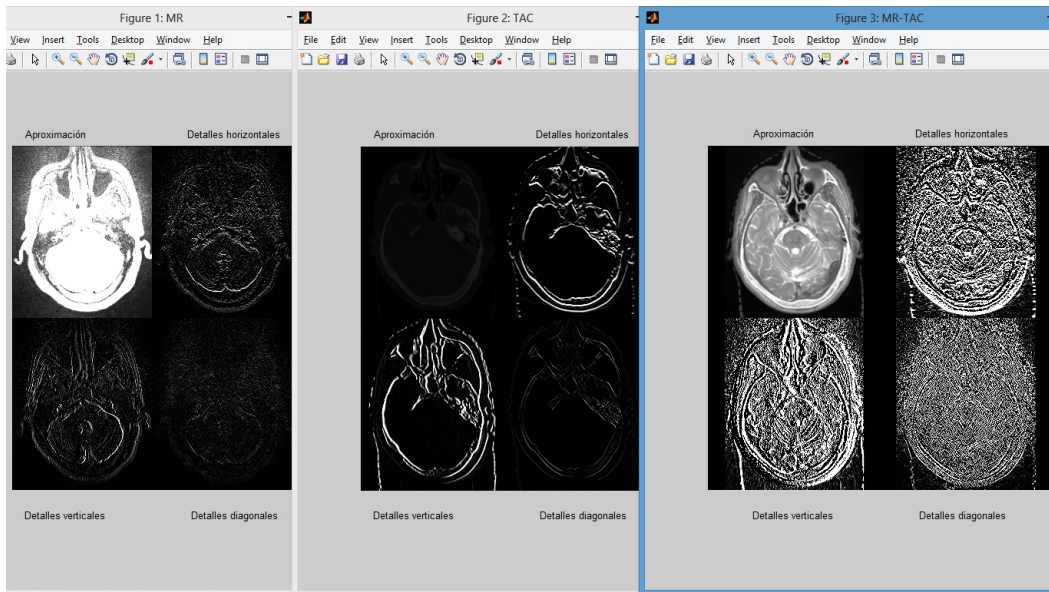 Figure 1: MR
View Insert Tools Desktop Window Help
Aproximación
Detalles horizontales
Detalles verticales
Detalles diagonales
Figure 2: TAC
File Edit View Insert Tools Desktop Window Help
Aproximación
Detalles horizontales
Detalles verticales
Detalles diagonales
Figure 3: MR-TAC
File Edit View Insert Tools Desktop Window Help
Aproximación
Detalles horizontales
Detalles verticales
Detalles diagonales